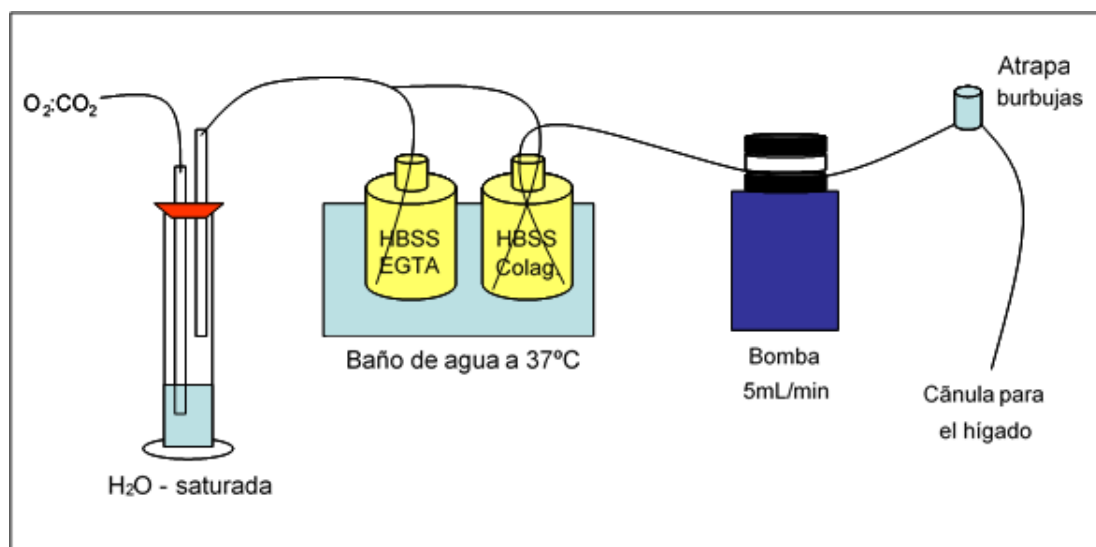 O₂:CO₂
H₂O - saturada
HBSS
EGTA
HBSS
Colag.
Baño de agua a 37ºC
Bomba
5mL/min
Atrapa
burbujas
Cãnula para
el hígado